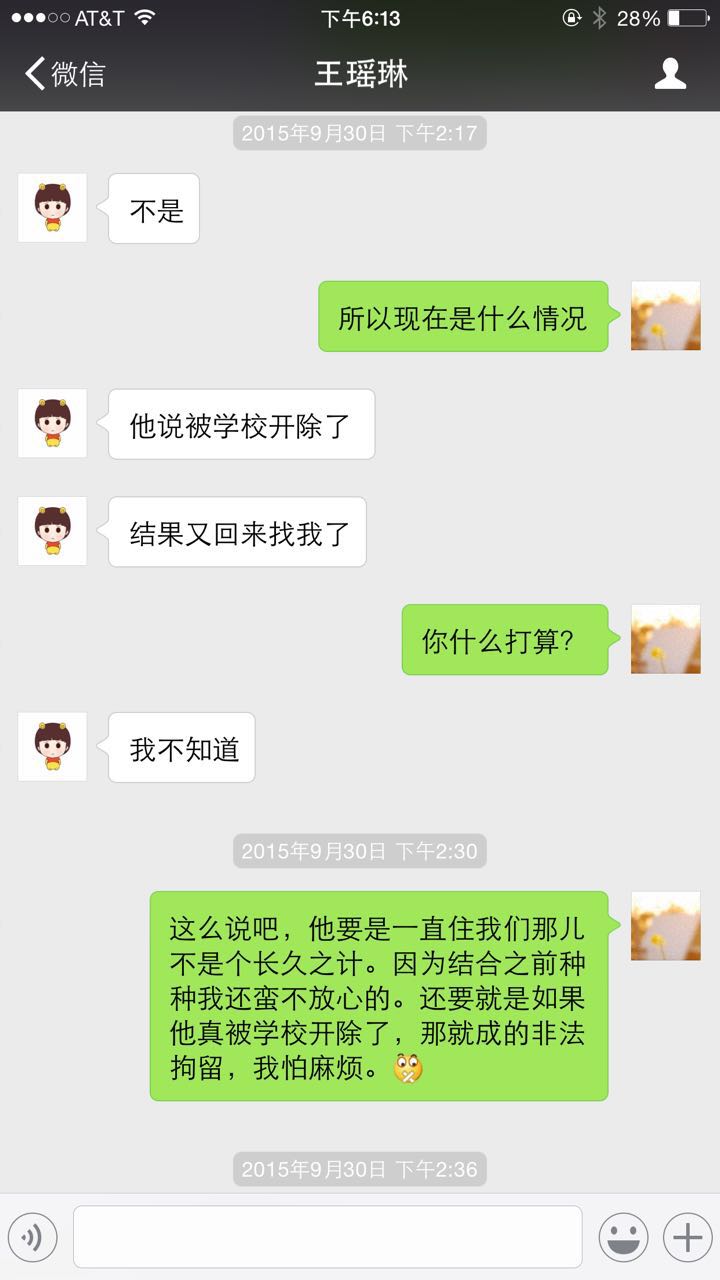 AT&T 下午6:13 28%
微信 王瑶琳
2015年9月30日 下午2:17
不是
所以现在是什么情况
他说被学校开除了
结果又回来找我了
你什么打算?
我不知道
2015年9月30日 下午2:30
这么说吧，他要是一直住我们那儿
不是个长久之计。因为结合之前种
种我还蛮不放心的。还要就是如果
他真被学校开除了，那就成的非法
拘留，我怕麻烦。
2015年9月30日 下午2:36